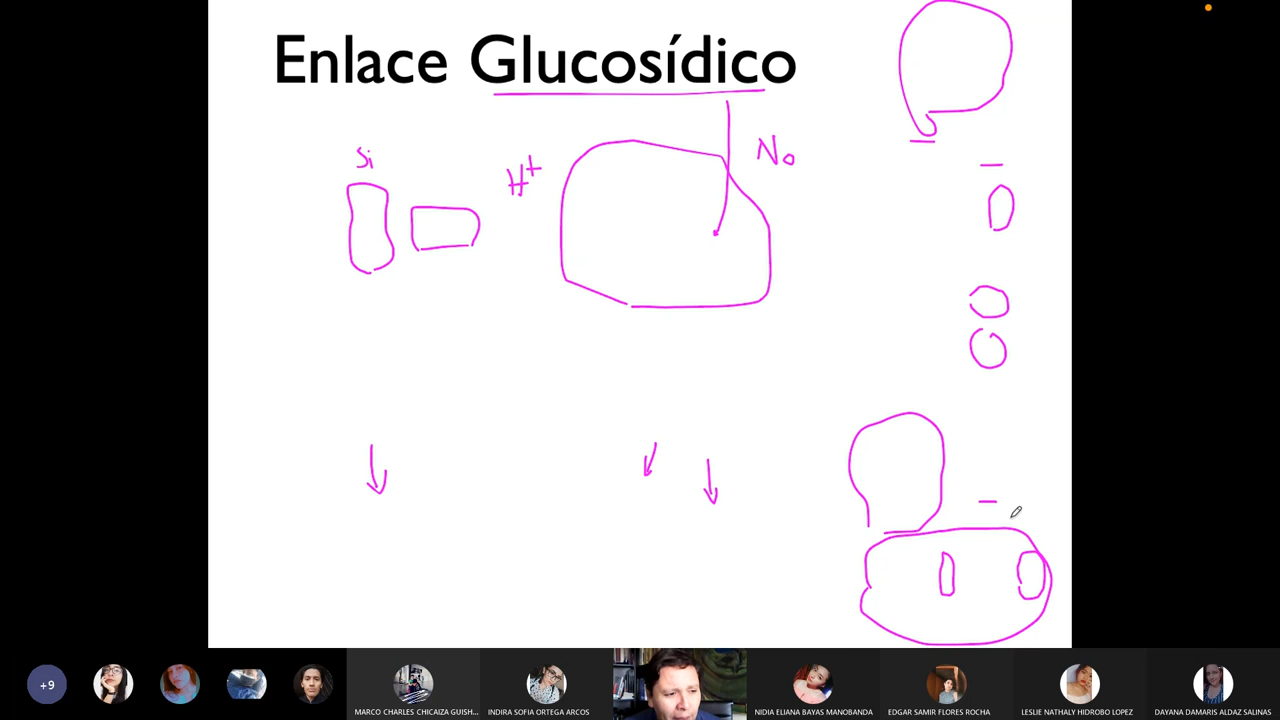 Enlace Glucosídico
Si
H+
No
+9
MARCO CHARLES CHICAIZA GUISH...
INDIRA SOFIA ORTEGA ARCOS
NIDIA ELIANA BAYAS MANOBANDA
EDGAR SAMIR FLORES ROCHA
LESLIE NATHALY HIDROBO LOPEZ
DAYANA DAMARIS ALDAZ SALINAS